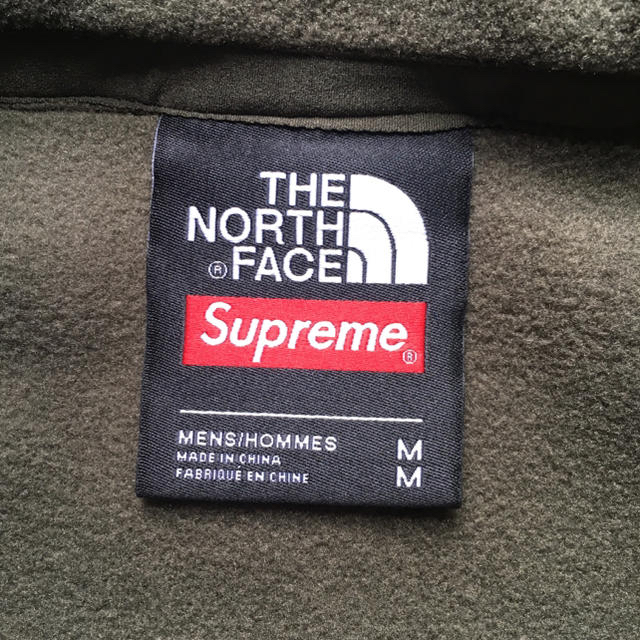 THE
NORTH
® FACE
Supreme®
MENS/HOMMES M
MADE IN CHINA
FABRIQUÉ EN CHINE M